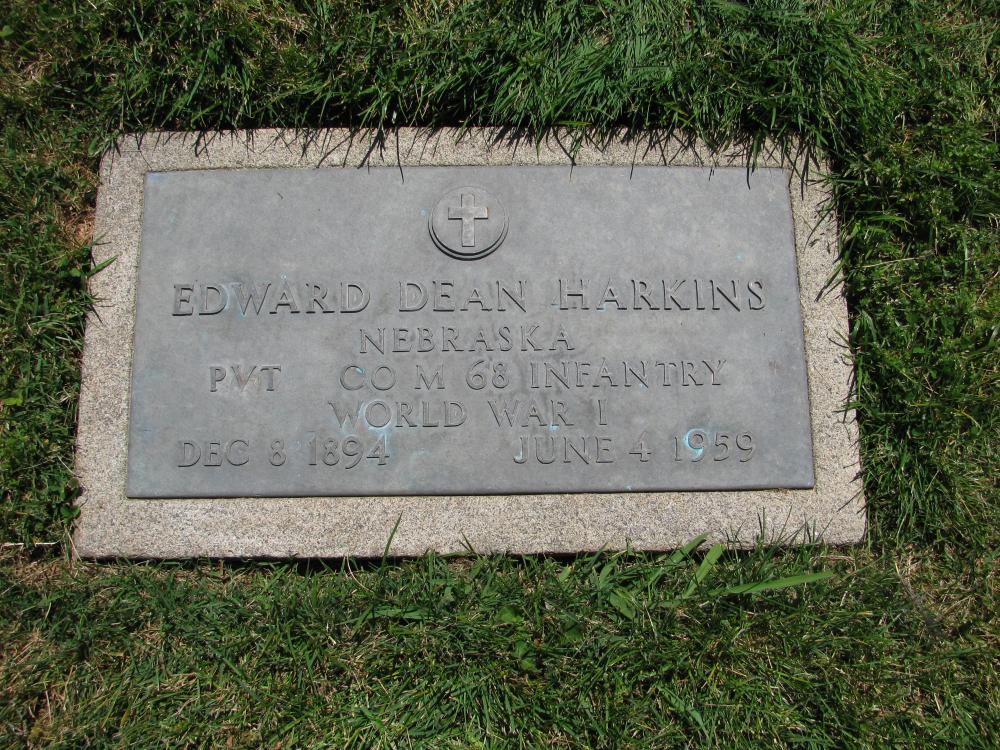 EDWARD DEAN HARKINS
NEBRASKA
PVT CO M 68 INFANTRY
WORLD WAR I
DEC 8 1894 JUNE 4 1959